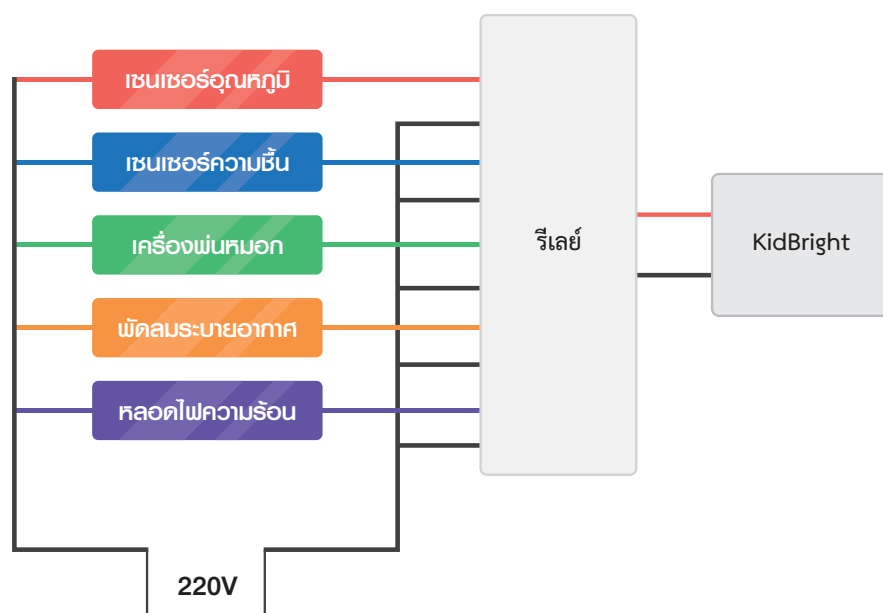 เซนเซอร์อุณหภูมิ
เซนเซอร์ความชื้น
เครื่องพ่นหมอก
พัดลมระบายอากาศ
หลอดไฟความร้อน
รีเลย์
KidBright
220V